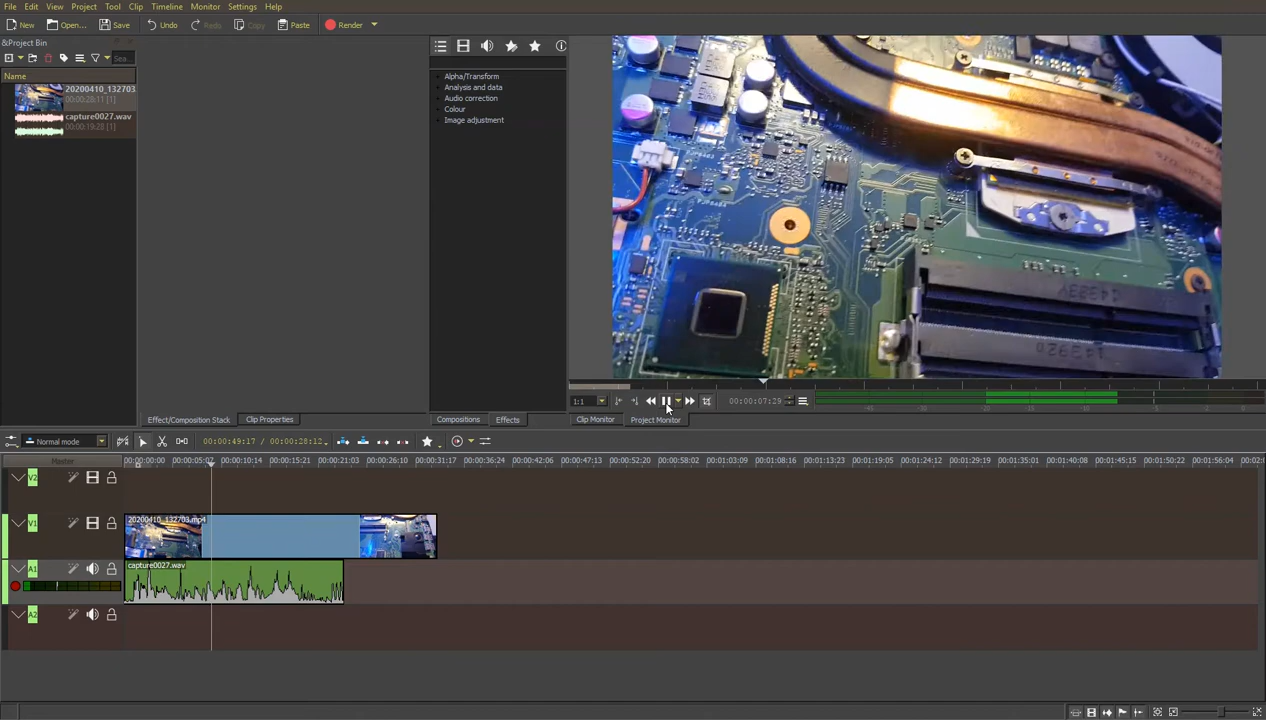 File Edit View Project Tool Clip Timeline Monitor Settings Help
New Open... Save Undo Redo Copy Paste Render
&Project Bin
Sea...
Name
20200410_132703
00:00:28:11 [1]
capture0027.wav
00:00:19:28 [1]
Alpha/Transform
Analysis and data
Audio correction
Colour
Image adjustment
1:1
00:00:07:29
-45 -30 -20 -10 -5 0
Effect/Composition Stack Clip Properties Compositions Effects Clip Monitor Project Monitor
Normal mode 00:00:49:17 / 00:00:28:12
Master 00:00:00:00 00:00:05:07 00:00:10:14 00:00:15:21 00:00:21:03 00:00:26:10 00:00:31:17 00:00:36:24 00:00:42:06 00:00:47:13 00:00:52:20 00:00:58:02 00:01:03:09 00:01:08:16 00:01:13:23 00:01:19:05 00:01:24:12 00:01:29:19 00:01:35:01 00:01:40:08 00:01:45:15 00:01:50:22 00:01:56:04
V2
V1
20200410_132703.mp4
A1
capture0027.wav
A2